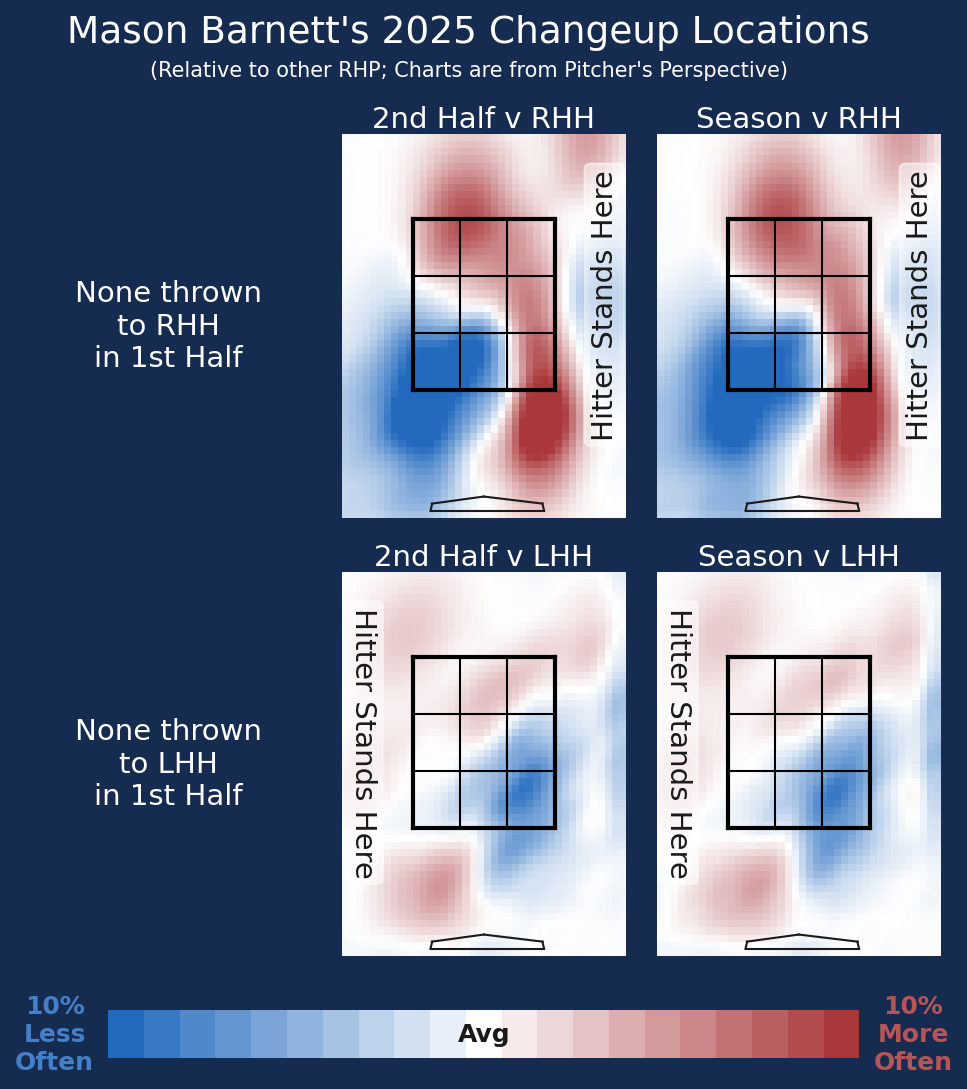 Mason Barnett's 2025 Changeup Locations
(Relative to other RHP; Charts are from Pitcher's Perspective)
2nd Half v RHH
Season v RHH
None thrown
to RHH
in 1st Half
Hitter Stands Here
Hitter Stands Here
2nd Half v LHH
Season v LHH
None thrown
to LHH
in 1st Half
Hitter Stands Here
Hitter Stands Here
10%
Less
Often
Avg
10%
More
Often